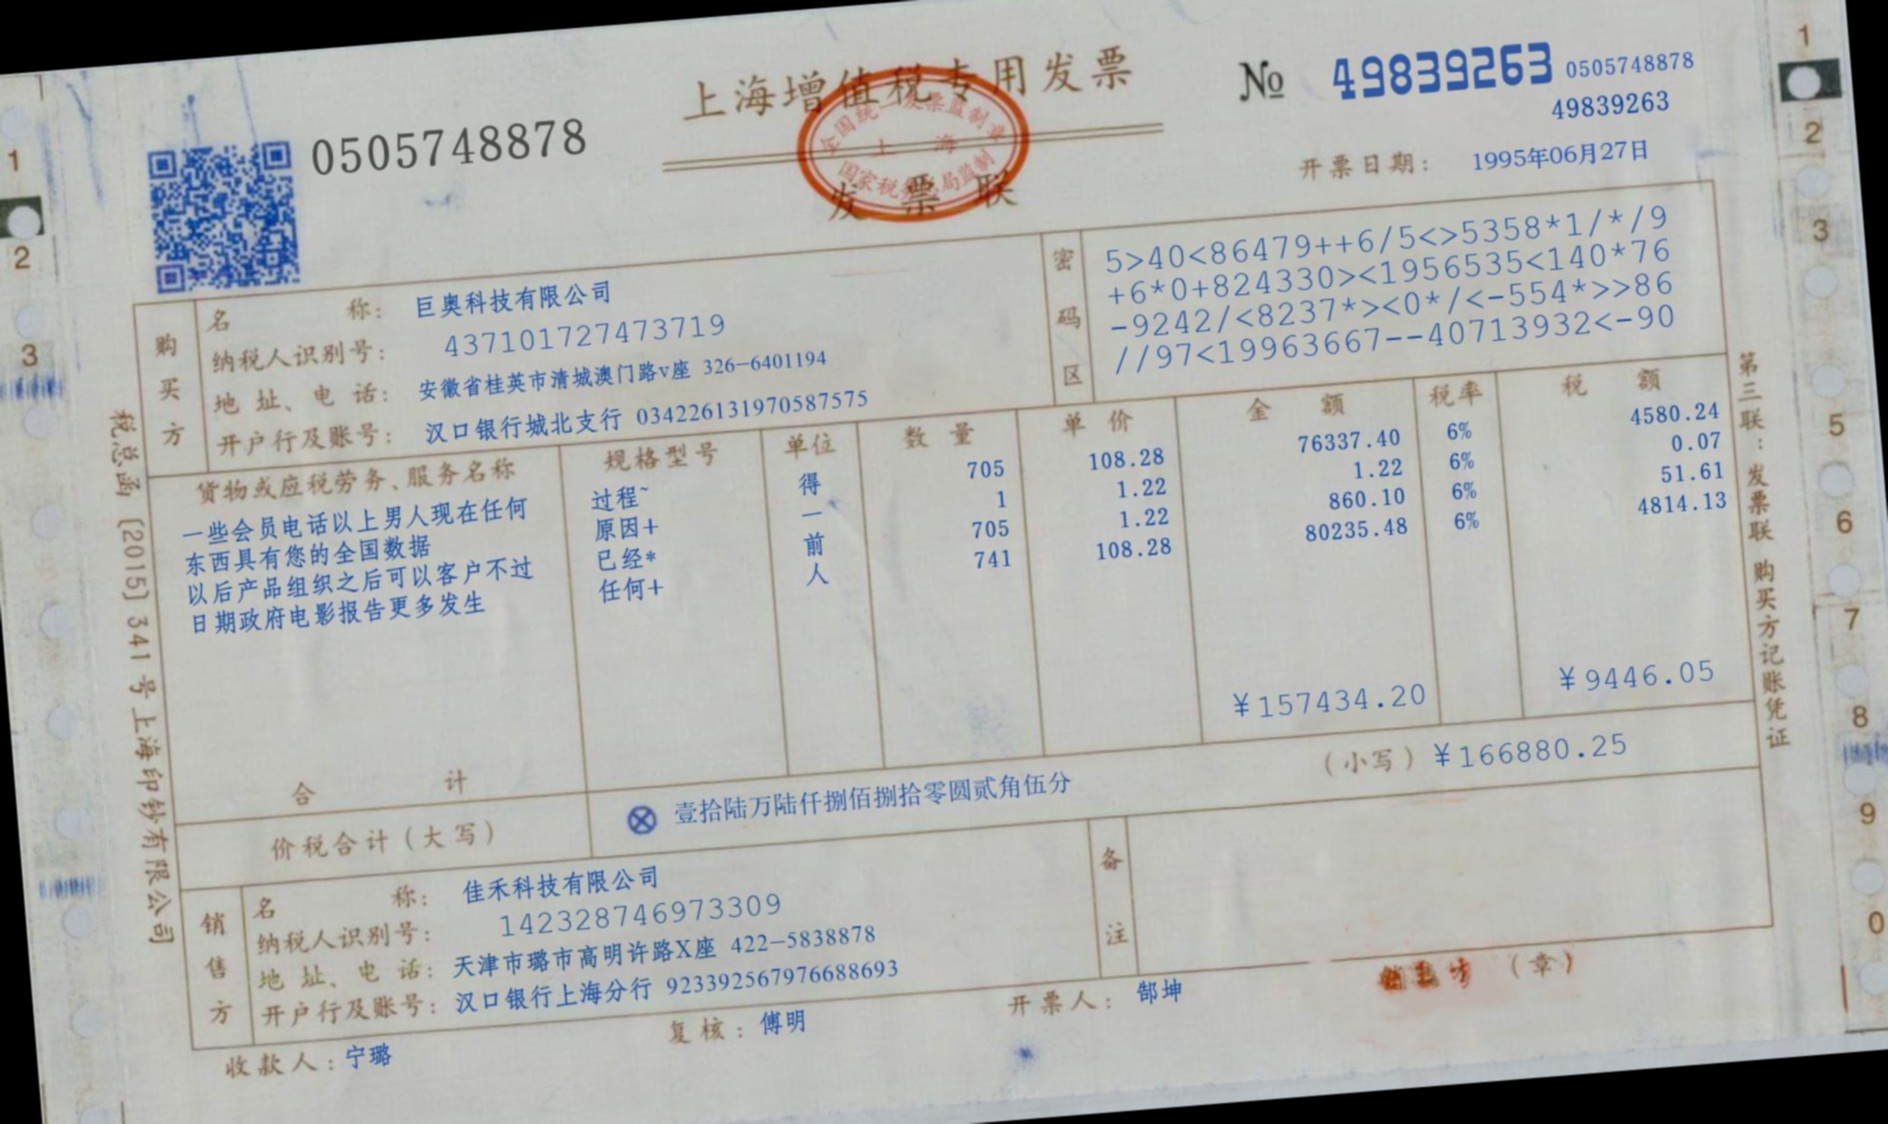 上海增值税专用发票
全国统一发票监制章
上海
国家税务总局监制
发票联
0505748878
№ 49839263 0505748878
49839263
开票日期: 1995年06月27日
购买方
名称: 巨奥科技有限公司
纳税人识别号: 437101727473719
地址、电话: 安徽省桂英市清城澳门路v座 326-6401194
开户行及账号: 汉口银行城北支行 034226131970587575
密码区
5>40<86479++6/5<>5358*1/*/9
+6*0+824330><1956535<140*76
-9242/<8237*><0*/<-554*>>86
//97<19963667--40713932<-90
货物或应税劳务、服务名称 规格型号 单位 数量 单价 金额 税率 税额
一些会员电话以上男人现在任何 过程~ 得 705 108.28 76337.40 6% 4580.24
东西具有您的全国数据 原因+ 一 1 1.22 1.22 6% 0.07
以后产品组织之后可以客户不过 已经* 前 705 1.22 860.10 6% 51.61
日期政府电影报告更多发生 任何+ 人 741 108.28 80235.48 6% 4814.13
合计 ¥157434.20 ¥9446.05
价税合计(大写) ⊗ 壹拾陆万陆仟捌佰捌拾零圆贰角伍分 (小写) ¥166880.25
销售方
名称: 佳禾科技有限公司
纳税人识别号: 142328746973309
地址、电话: 天津市璐市高明许路X座 422-5838878
开户行及账号: 汉口银行上海分行 923392567976688693
备注
收款人: 宁璐 复核: 傅明 开票人: 郜坤 (章)
税总函[2015]341号上海印钞有限公司
第三联:发票联 购买方记账凭证
1
2
3
1
2
3
5
6
7
8
9
0